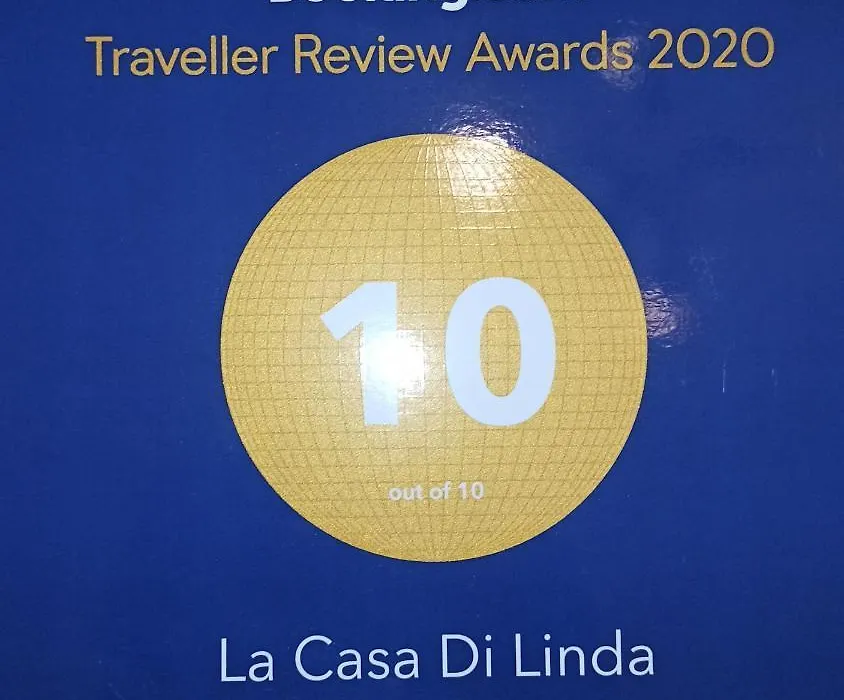 Traveller Review Awards 2020
10
out of 10
La Casa Di Linda